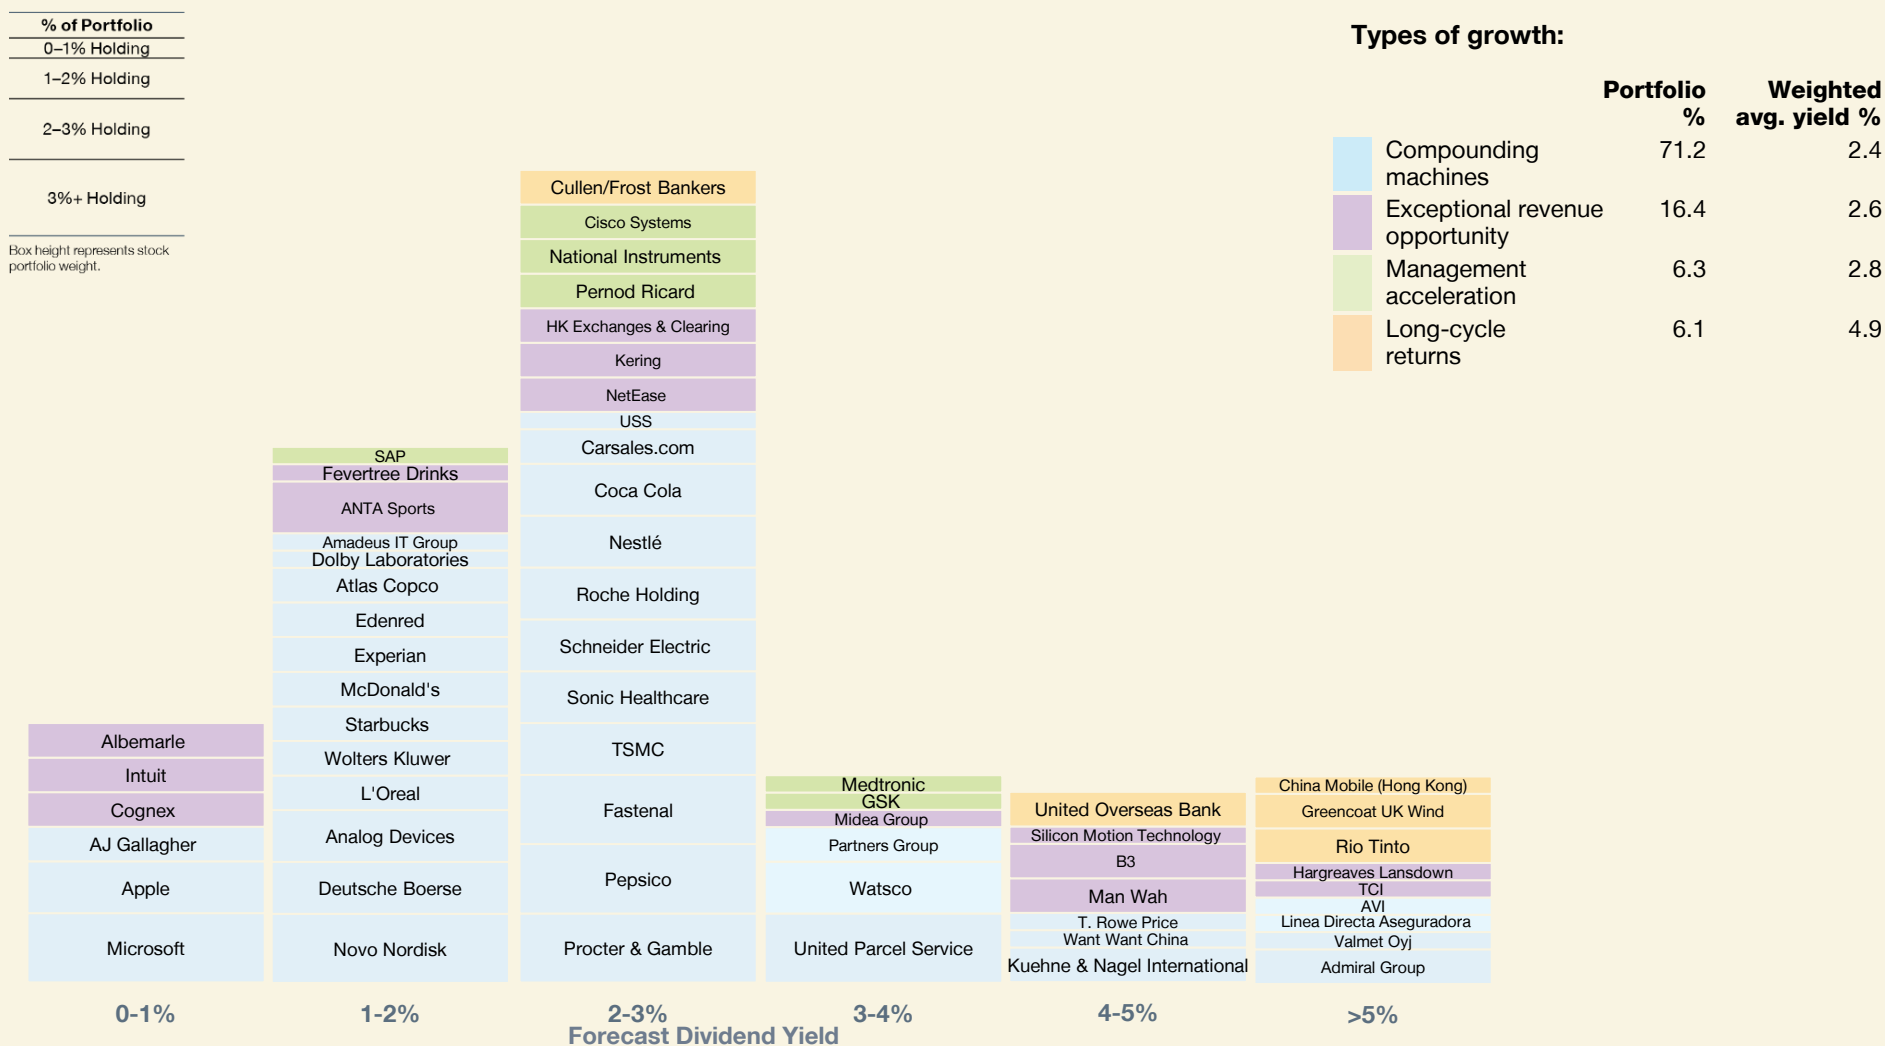 % of Portfolio
0–1% Holding
1–2% Holding
2–3% Holding
3%+ Holding
Box height represents stock
portfolio weight.
Types of growth:
Portfolio Weighted
% avg. yield %
Compounding 71.2 2.4
machines
Exceptional revenue 16.4 2.6
opportunity
Management 6.3 2.8
acceleration
Long-cycle 6.1 4.9
returns
Albemarle
Intuit
Cognex
AJ Gallagher
Apple
Microsoft
0-1%
SAP
Fevertree Drinks
ANTA Sports
Amadeus IT Group
Dolby Laboratories
Atlas Copco
Edenred
Experian
McDonald's
Starbucks
Wolters Kluwer
L'Oreal
Analog Devices
Deutsche Boerse
Novo Nordisk
1-2%
Cullen/Frost Bankers
Cisco Systems
National Instruments
Pernod Ricard
HK Exchanges & Clearing
Kering
NetEase
USS
Carsales.com
Coca Cola
Nestlé
Roche Holding
Schneider Electric
Sonic Healthcare
TSMC
Fastenal
Pepsico
Procter & Gamble
2-3%
Medtronic
GSK
Midea Group
Partners Group
Watsco
United Parcel Service
3-4%
United Overseas Bank
Silicon Motion Technology
B3
Man Wah
T. Rowe Price
Want Want China
Kuehne & Nagel International
4-5%
China Mobile (Hong Kong)
Greencoat UK Wind
Rio Tinto
Hargreaves Lansdown
TCI
AVI
Linea Directa Aseguradora
Valmet Oyj
Admiral Group
>5%
Forecast Dividend Yield